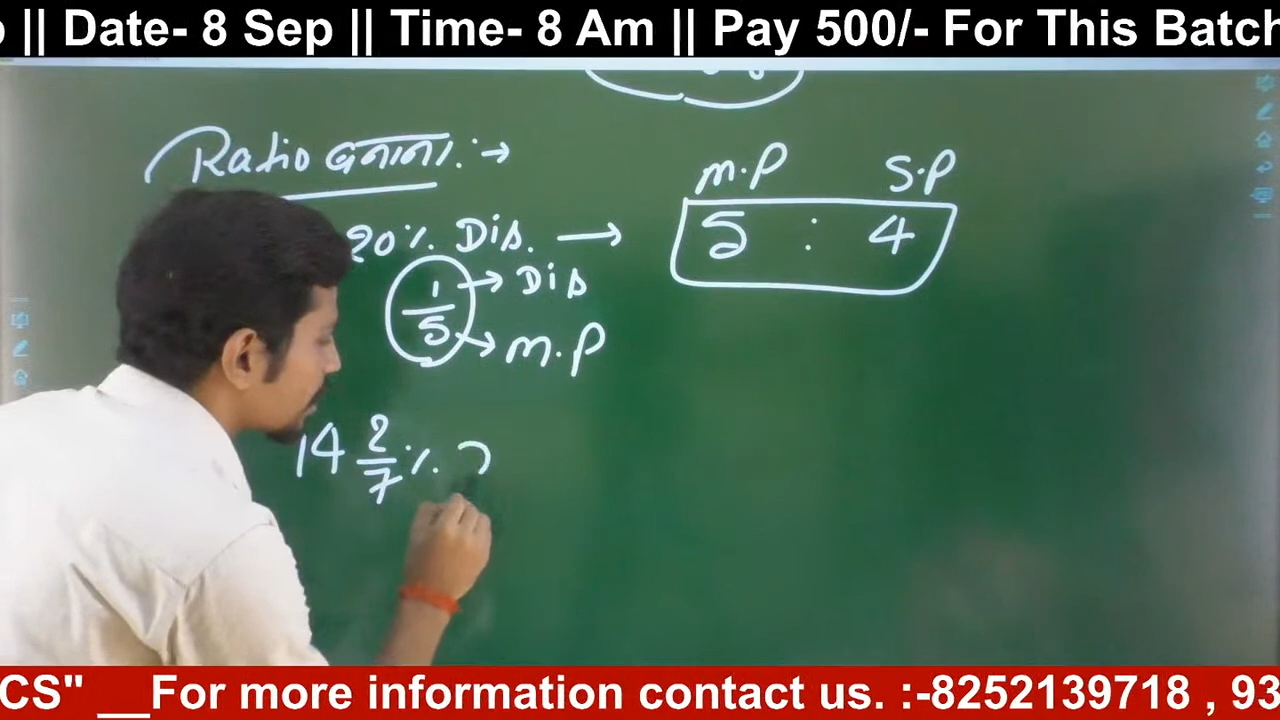 || Date- 8 Sep || Time- 8 Am || Pay 500/- For This Batch
Ratio बनाना :→
M.P S.P
20% Dis. → 5 : 4
1/5 → Dis
→ M.P
14 2/7 %
CS" __For more information contact us. :-8252139718 , 93